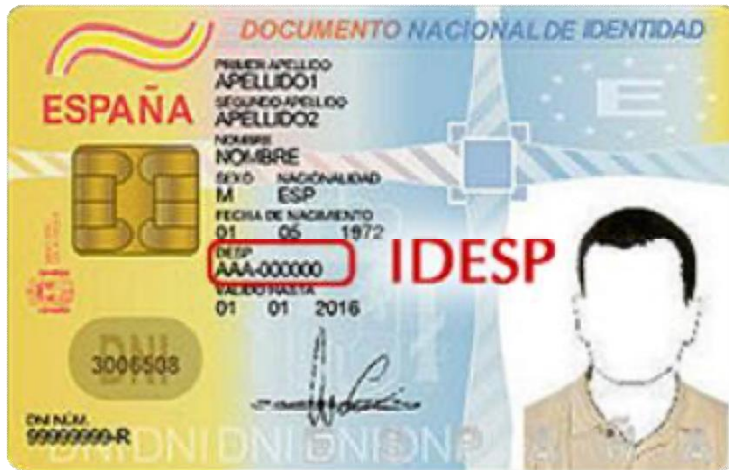 DOCUMENTO NACIONAL DE IDENTIDAD
ESPAÑA
PRIMER APELLIDO
APELLIDO1
SEGUNDO APELLIDO
APELLIDO2
NOMBRE
NOMBRE
SEXO NACIONALIDAD
M ESP
FECHA DE NACIMIENTO
01 05 1972
IDESP
AAA-000000
IDESP
VALIDO HASTA
01 01 2016
3006508
DNI NÚM.
99999999-R